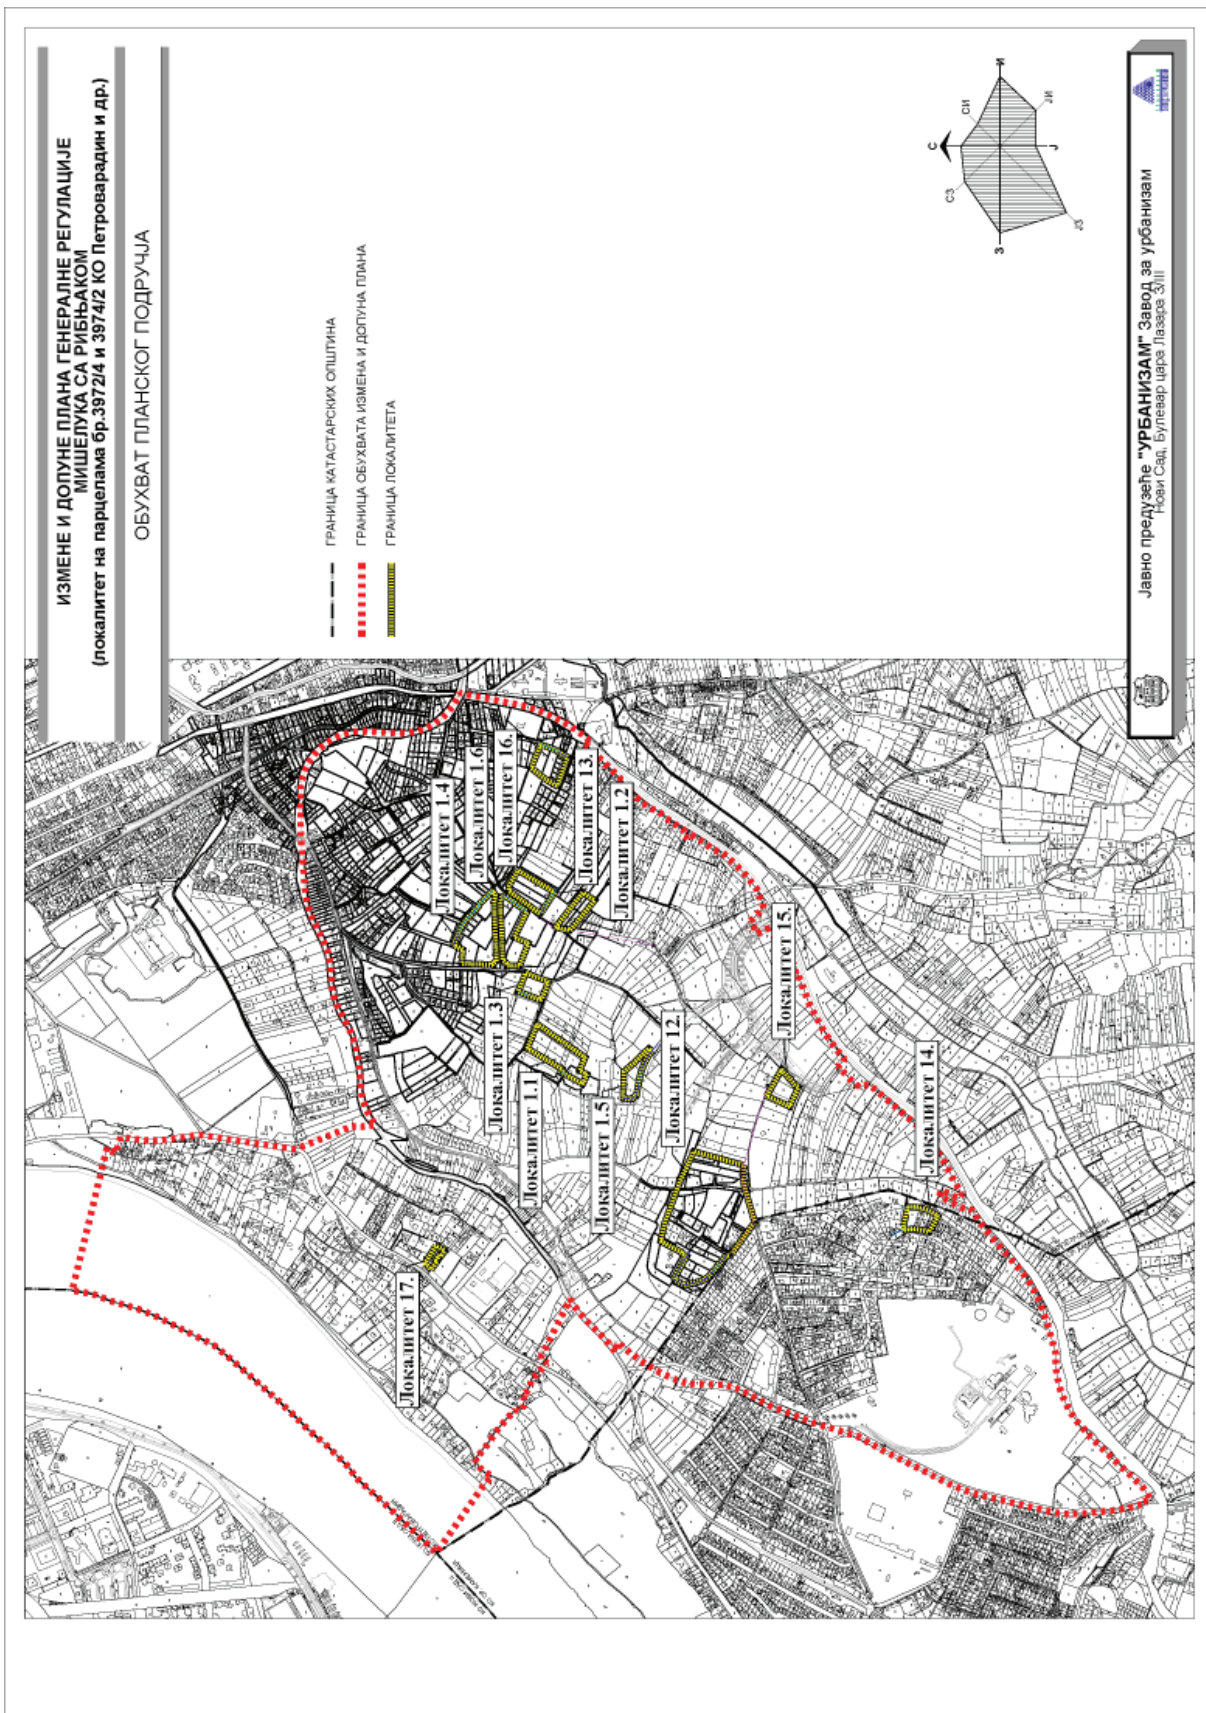 ИЗМЕНЕ И ДОПУНЕ ПЛАНА ГЕНЕРАЛНЕ РЕГУЛАЦИЈЕ
МИШЕЛУКА СА РИБЊАКОМ
(локалитет на парцелама бр.3972/4 и 3974/2 КО Петроварадин и др.)
ОБУХВАТ ПЛАНСКОГ ПОДРУЧЈА
ГРАНИЦА КАТАСТАРСКИХ ОПШТИНА
ГРАНИЦА ОБУХВАТА ИЗМЕНА И ДОПУНА ПЛАНА
ГРАНИЦА ЛОКАЛИТЕТА
С
СИ
И
ЈИ
Ј
ЈЗ
З
СЗ
Локалитет 1.4
Локалитет 1.6
Локалитет 16.
Локалитет 13.
Локалитет 1.2
Локалитет 1.3
Локалитет 1.1
Локалитет 1.5
Локалитет 12.
Локалитет 15.
Локалитет 14.
Локалитет 17.
Јавно предузеће "УРБАНИЗАМ" Завод за урбанизам
Нови Сад, Булевар цара Лазара 3/III